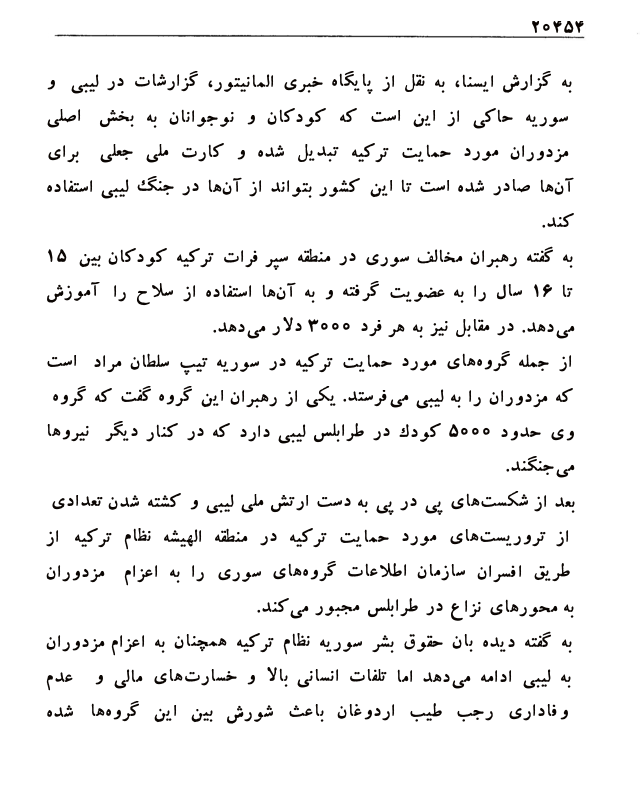 ۲۰۴۵۴
به گزارش ایسنا، به نقل از پایگاه خبری المانیتور، گزارشات در لیبی و
سوریه حاکی از این است که کودکان و نوجوانان به بخش اصلی
مزدوران مورد حمایت ترکیه تبدیل شده و کارت ملی جعلی برای
آن‌ها صادر شده است تا این کشور بتواند از آن‌ها در جنگ لیبی استفاده
کند.
به گفته رهبران مخالف سوری در منطقه سپر فرات ترکیه کودکان بین ۱۵
تا ۱۶ سال را به عضویت گرفته و به آن‌ها استفاده از سلاح را آموزش
می‌دهد. در مقابل نیز به هر فرد ۳۰۰۰ دلار می‌دهد.
از جمله گروه‌های مورد حمایت ترکیه در سوریه تیپ سلطان مراد است
که مزدوران را به لیبی می‌فرستد. یکی از رهبران این گروه گفت که گروه
وی حدود ۵۰۰۰ کودک در طرابلس لیبی دارد که در کنار دیگر نیروها
می‌جنگند.
بعد از شکست‌های پی در پی به دست ارتش ملی لیبی و کشته شدن تعدادی
از تروریست‌های مورد حمایت ترکیه در منطقه الهیشه نظام ترکیه از
طریق افسران سازمان اطلاعات گروه‌های سوری را به اعزام مزدوران
به محورهای نزاع در طرابلس مجبور می‌کند.
به گفته دیده بان حقوق بشر سوریه نظام ترکیه همچنان به اعزام مزدوران
به لیبی ادامه می‌دهد اما تلفات انسانی بالا و خسارت‌های مالی و عدم
وفاداری رجب طیب اردوغان باعث شورش بین این گروه‌ها شده